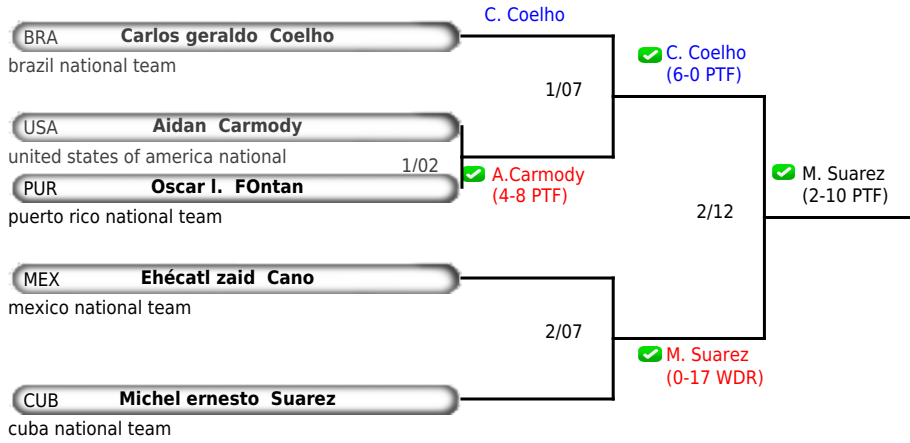 C. Coelho
BRA Carlos geraldo Coelho
brazil national team
C. Coelho
(6-0 PTF)
1/07
USA Aidan Carmody
united states of america national
1/02
A.Carmody
(4-8 PTF)
PUR Oscar l. FOntan
puerto rico national team
M. Suarez
(2-10 PTF)
2/12
MEX Ehécatl zaid Cano
mexico national team
2/07
M. Suarez
(0-17 WDR)
CUB Michel ernesto Suarez
cuba national team